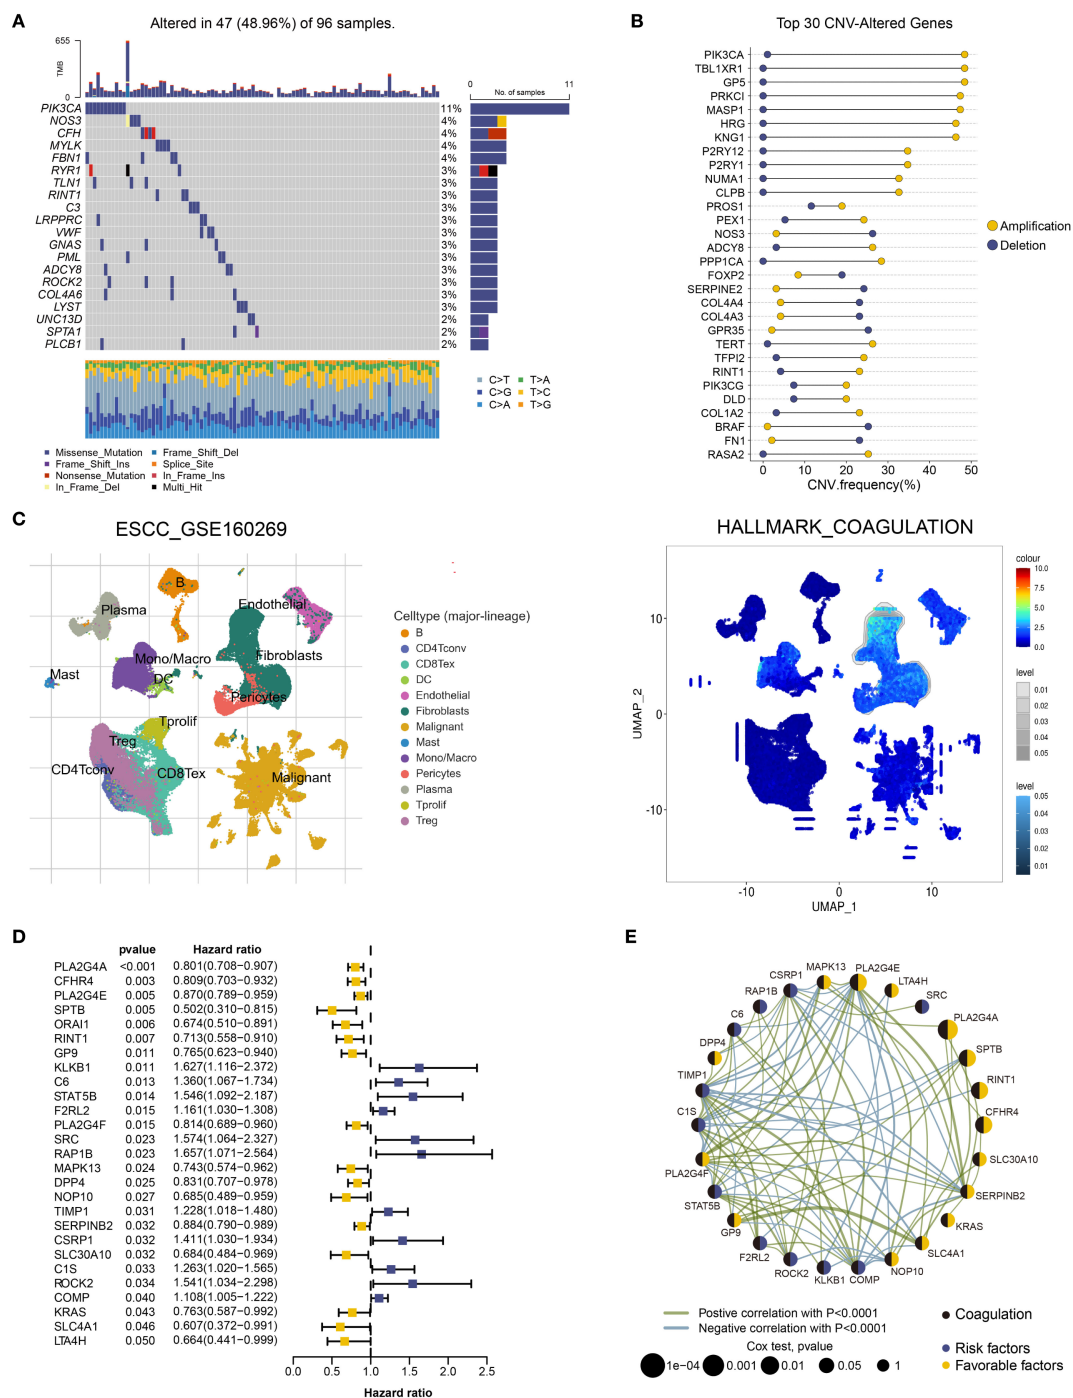 A
Altered in 47 (48.96%) of 96 samples.
655
TMB
0
0
11
No. of samples
PIK3CA 11%
NOS3 4%
CFH 4%
MYLK 4%
FBN1 4%
RYR1 3%
TLN1 3%
RINT1 3%
C3 3%
LRPPRC 3%
VWF 3%
GNAS 3%
PML 3%
ADCY8 3%
ROCK2 3%
COL4A6 3%
LYST 3%
UNC13D 2%
SPTA1 2%
PLCB1 2%
C>T T>A
C>G T>C
C>A T>G
Missense_Mutation Frame_Shift_Del
Frame_Shift_Ins Splice_Site
Nonsense_Mutation In_Frame_Ins
In_Frame_Del Multi_Hit
B
Top 30 CNV-Altered Genes
PIK3CA
TBL1XR1
GP5
PRKCI
MASP1
HRG
KNG1
P2RY12
P2RY1
NUMA1
CLPB
PROS1
PEX1
NOS3
ADCY8
PPP1CA
FOXP2
SERPINE2
COL4A4
COL4A3
GPR35
TERT
TFPI2
RINT1
PIK3CG
DLD
COL1A2
BRAF
FN1
RASA2
0 10 20 30 40 50
CNV.frequency(%)
Amplification
Deletion
C
ESCC_GSE160269
B
Plasma
Endothelial
Mono/Macro
Fibroblasts
Mast
DC
Pericytes
Tprolif
Treg
CD4Tconv
CD8Tex
Malignant
Celltype (major-lineage)
B
CD4Tconv
CD8Tex
DC
Endothelial
Fibroblasts
Malignant
Mast
Mono/Macro
Pericytes
Plasma
Tprolif
Treg
HALLMARK_COAGULATION
UMAP_2
10
0
-10
-10 0 10
UMAP_1
colour
10.0
7.5
5.0
2.5
0.0
level
0.01
0.02
0.03
0.04
0.05
level
0.05
0.04
0.03
0.02
0.01
D
pvalue Hazard ratio
PLA2G4A <0.001 0.801(0.708−0.907)
CFHR4 0.003 0.809(0.703−0.932)
PLA2G4E 0.005 0.870(0.789−0.959)
SPTB 0.005 0.502(0.310−0.815)
ORAI1 0.006 0.674(0.510−0.891)
RINT1 0.007 0.713(0.558−0.910)
GP9 0.011 0.765(0.623−0.940)
KLKB1 0.011 1.627(1.116−2.372)
C6 0.013 1.360(1.067−1.734)
STAT5B 0.014 1.546(1.092−2.187)
F2RL2 0.015 1.161(1.030−1.308)
PLA2G4F 0.015 0.814(0.689−0.960)
SRC 0.023 1.574(1.064−2.327)
RAP1B 0.023 1.657(1.071−2.564)
MAPK13 0.024 0.743(0.574−0.962)
DPP4 0.025 0.831(0.707−0.978)
NOP10 0.027 0.685(0.489−0.959)
TIMP1 0.031 1.228(1.018−1.480)
SERPINB2 0.032 0.884(0.790−0.989)
CSRP1 0.032 1.411(1.030−1.934)
SLC30A10 0.032 0.684(0.484−0.969)
C1S 0.033 1.263(1.020−1.565)
ROCK2 0.034 1.541(1.034−2.298)
COMP 0.040 1.108(1.005−1.222)
KRAS 0.043 0.763(0.587−0.992)
SLC4A1 0.046 0.607(0.372−0.991)
LTA4H 0.050 0.664(0.441−0.999)
0.0 0.5 1.0 1.5 2.0 2.5
Hazard ratio
E
MAPK13
PLA2G4E
CSRP1
LTA4H
RAP1B
SRC
C6
PLA2G4A
DPP4
SPTB
TIMP1
RINT1
C1S
CFHR4
PLA2G4F
SLC30A10
STAT5B
SERPINB2
GP9
KRAS
F2RL2
SLC4A1
ROCK2
NOP10
KLKB1
COMP
Postive correlation with P<0.0001
Negative correlation with P<0.0001
Cox test, pvalue
1e−04 0.001 0.01 0.05 1
Coagulation
Risk factors
Favorable factors